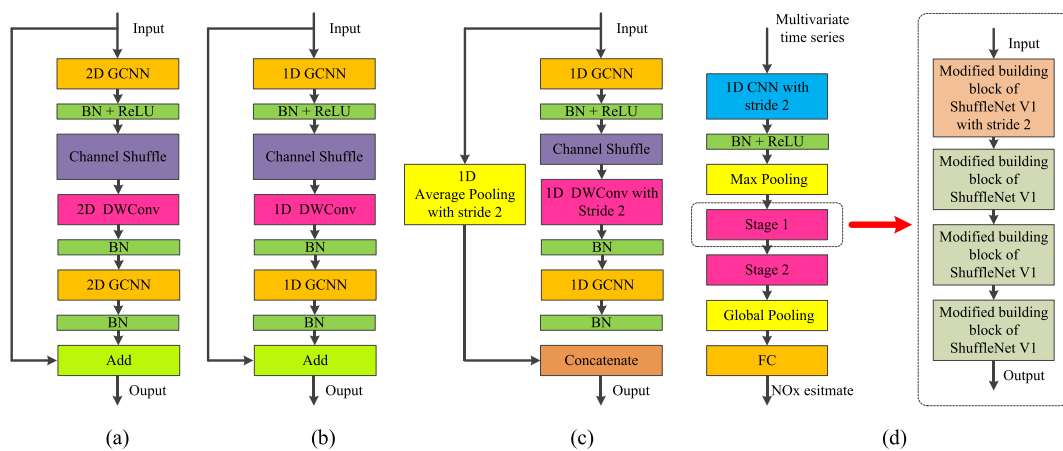 Input
2D GCNN
BN + ReLU
Channel Shuffle
2D DWConv
BN
2D GCNN
BN
Add
Ouput
(a)
Input
1D GCNN
BN + ReLU
Channel Shuffle
1D DWConv
BN
1D GCNN
BN
Add
Ouput
(b)
Input
1D GCNN
BN + ReLU
Channel Shuffle
1D
Average Pooling
with stride 2
1D DWConv with
Stride 2
BN
1D GCNN
BN
Concatenate
Ouput
(c)
Multivariate
time series
1D CNN with
stride 2
BN + ReLU
Max Pooling
Stage 1
Stage 2
Global Pooling
FC
NOx esitmate
Input
Modified building
block of
ShuffleNet V1
with stride 2
Modified building
block of
ShuffleNet V1
Modified building
block of
ShuffleNet V1
Modified building
block of
ShuffleNet V1
Output
(d)